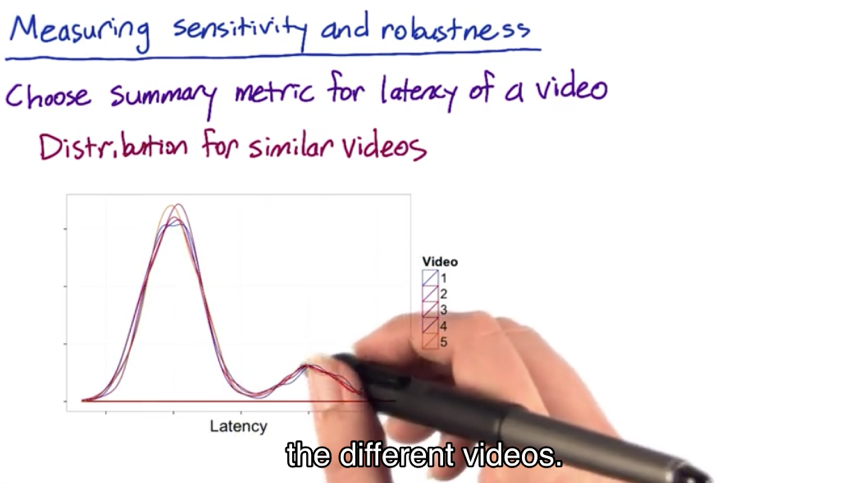 Measuring sensitivity and robustness
Choose summary metric for latency of a video
Distribution for similar videos
Video
1
2
3
4
5
Latency
the different videos.